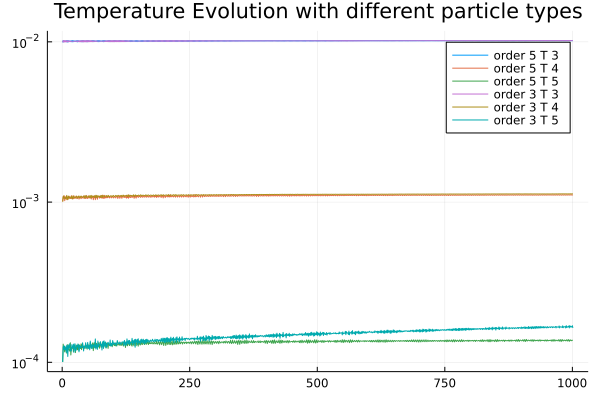 Temperature Evolution with different particle types
10⁻²
order 5 T 3
order 5 T 4
order 5 T 5
order 3 T 3
order 3 T 4
order 3 T 5
10⁻³
10⁻⁴
0 250 500 750 1000